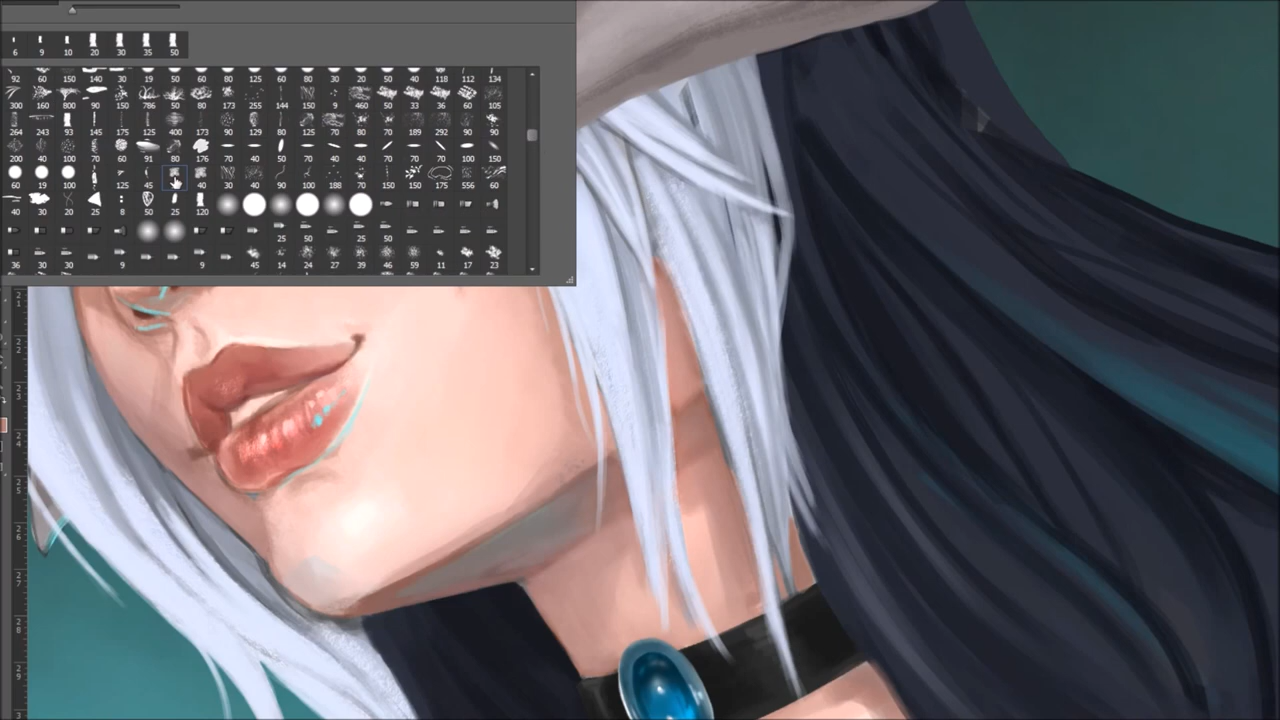 6 9 10 20 30 35 50
92 60 150 140 30 19 50 60 80 125 60 80 30 20 50 40 118 112 134
300 160 800 150 786 50 80 173 255 144 150 9 460 50 33 36 60 105
264 243 93 145 175 125 400 173 90 129 80 125 70 80 70 189 292 90 90
200 40 100 70 60 91 80 176 70 40 50 70 40 40 70 70 70 100 150
60 19 100 125 45 40 30 40 90 100 188 70 150 150 175 556 60
40 30 20 25 8 50 25 120
25 50 25 50
36 30 30 9 9 45 14 24 27 39 46 59 11 17 23